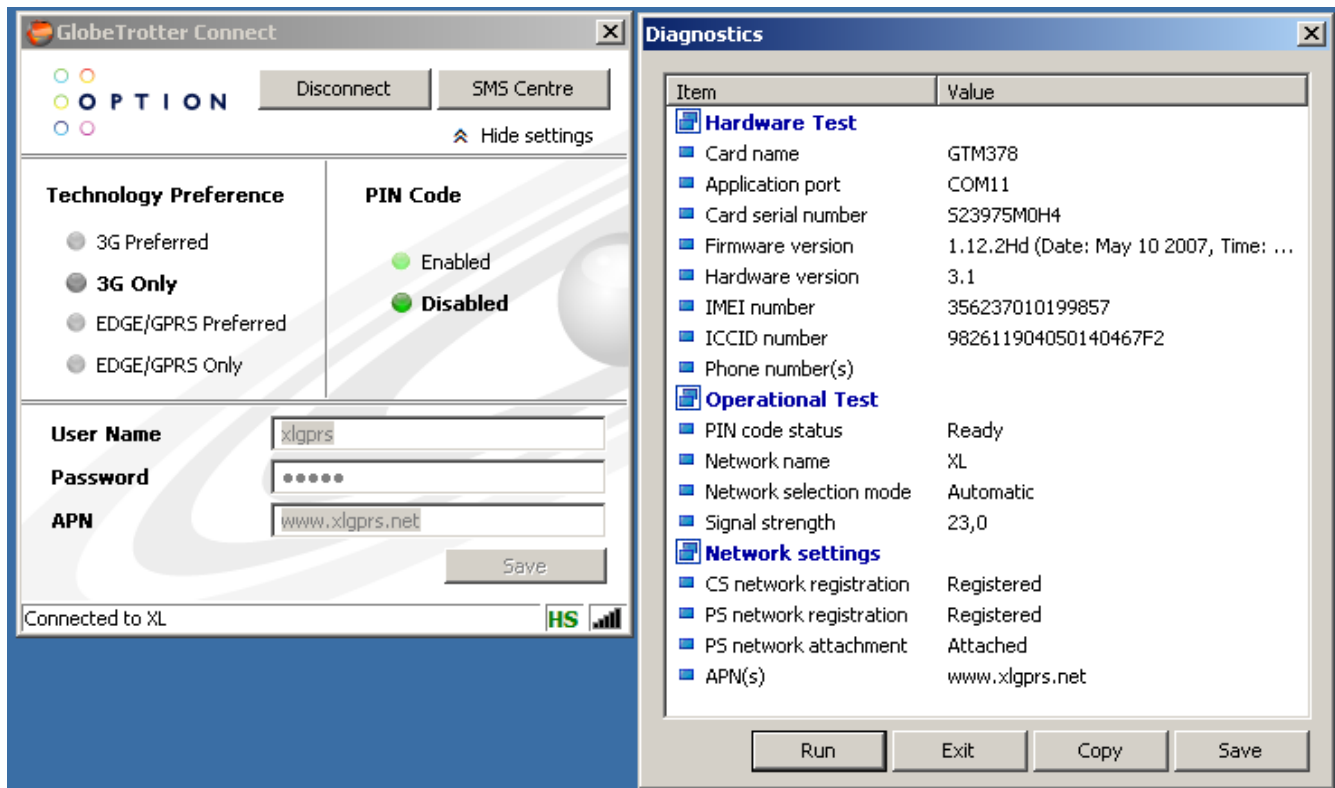 GlobeTrotter Connect
OPTION
Disconnect
SMS Centre
Hide settings
Technology Preference
3G Preferred
3G Only
EDGE/GPRS Preferred
EDGE/GPRS Only
PIN Code
Enabled
Disabled
User Name xlgprs
Password •••••
APN www.xlgprs.net
Save
Connected to XL HS
Diagnostics
Item Value
Hardware Test
Card name GTM378
Application port COM11
Card serial number S23975M0H4
Firmware version 1.12.2Hd (Date: May 10 2007, Time: ...
Hardware version 3.1
IMEI number 356237010199857
ICCID number 982611904050140467F2
Phone number(s)
Operational Test
PIN code status Ready
Network name XL
Network selection mode Automatic
Signal strength 23,0
Network settings
CS network registration Registered
PS network registration Registered
PS network attachment Attached
APN(s) www.xlgprs.net
Run Exit Copy Save